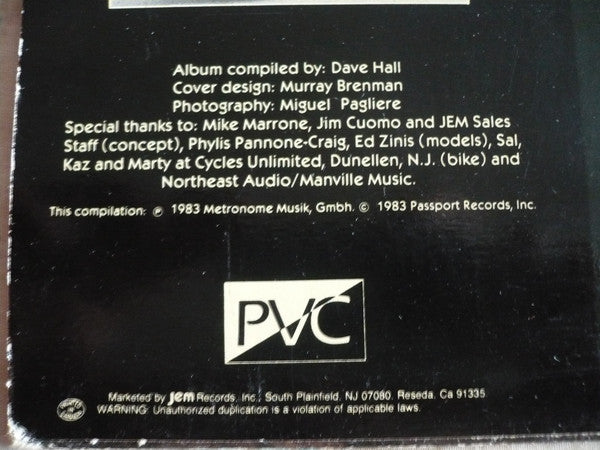 Album compiled by: Dave Hall
Cover design: Murray Brenman
Photography: Miguel Pagliere
Special thanks to: Mike Marrone, Jim Cuomo and JEM Sales
Staff (concept), Phylis Pannone-Craig, Ed Zinis (models), Sal,
Kaz and Marty at Cycles Unlimited, Dunellen, N.J. (bike) and
Northeast Audio/Manville Music.
This compilation: ℗ 1983 Metronome Musik, Gmbh. © 1983 Passport Records, Inc.
PVC
Marketed by Jem Records, Inc., South Plainfield, NJ 07080, Reseda, Ca 91335
WARNING: Unauthorized duplication is a violation of applicable laws.